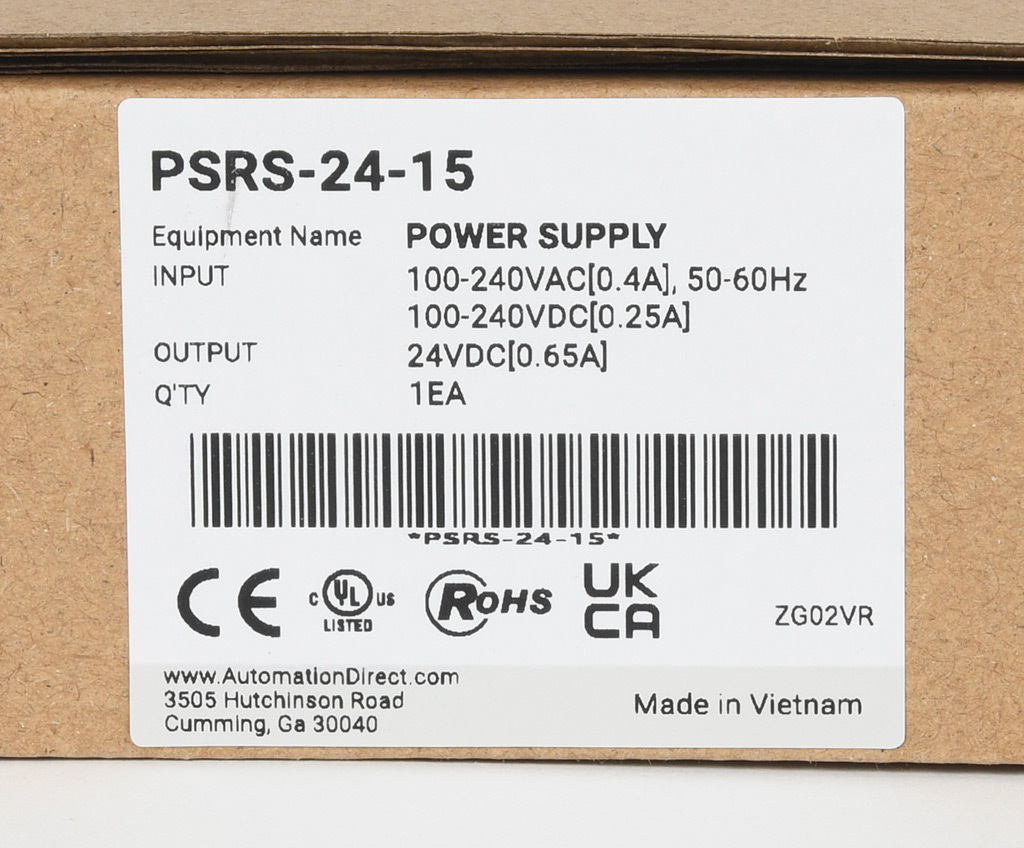 PSRS-24-15
Equipment Name POWER SUPPLY
INPUT 100-240VAC[0.4A], 50-60Hz
100-240VDC[0.25A]
OUTPUT 24VDC[0.65A]
Q'TY 1EA
*PSRS-24-15*
CE C UL US LISTED RoHS UK CA
ZG02VR
www.AutomationDirect.com
3505 Hutchinson Road
Cumming, Ga 30040
Made in Vietnam